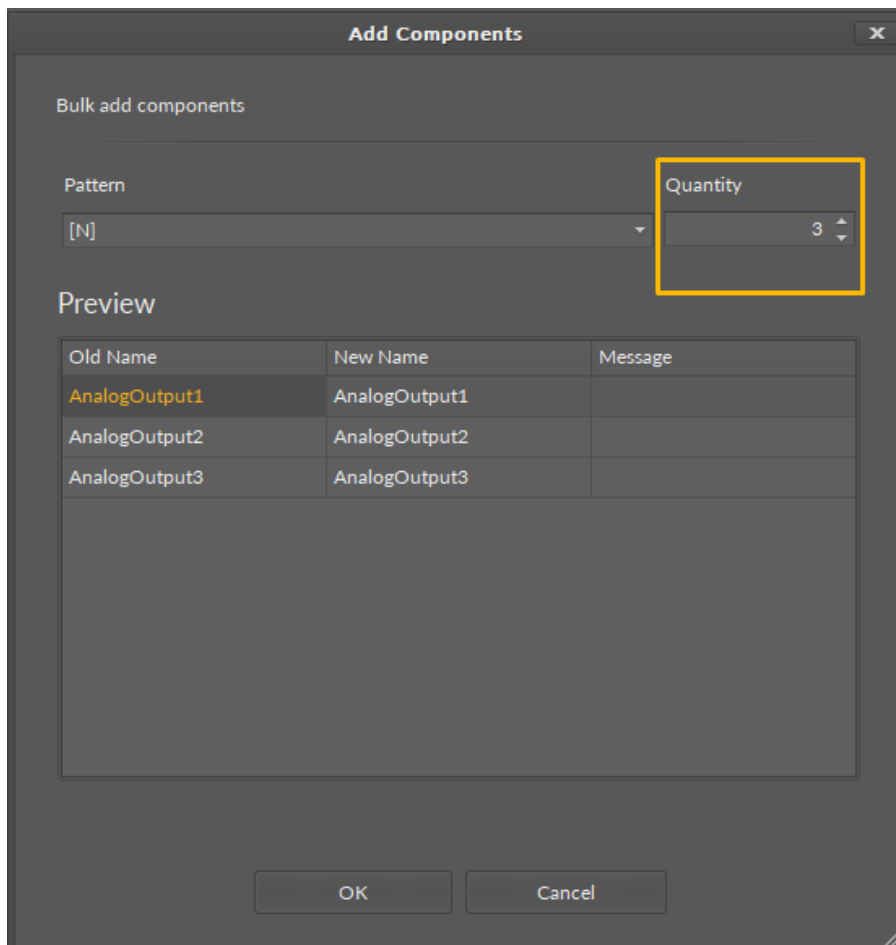 Add Components
Bulk add components
Pattern Quantity
[N] 3
Preview
Old Name New Name Message
AnalogOutput1 AnalogOutput1
AnalogOutput2 AnalogOutput2
AnalogOutput3 AnalogOutput3
OK Cancel